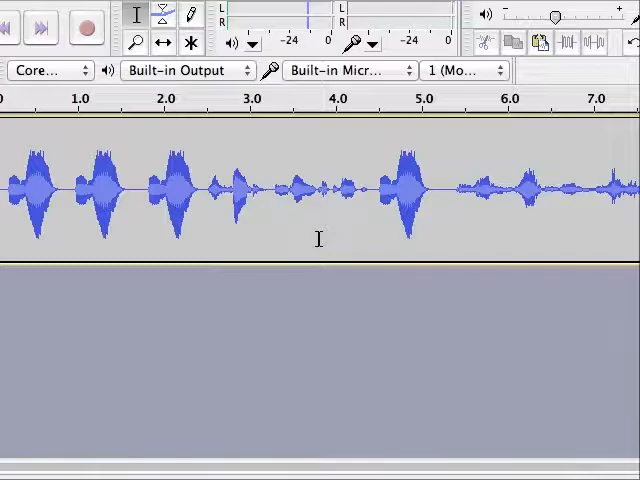 L
R
L
R
- +
-24 0
-24 0
Core...
Built-in Output
Built-in Micr...
1 (Mo...
0 1.0 2.0 3.0 4.0 5.0 6.0 7.0